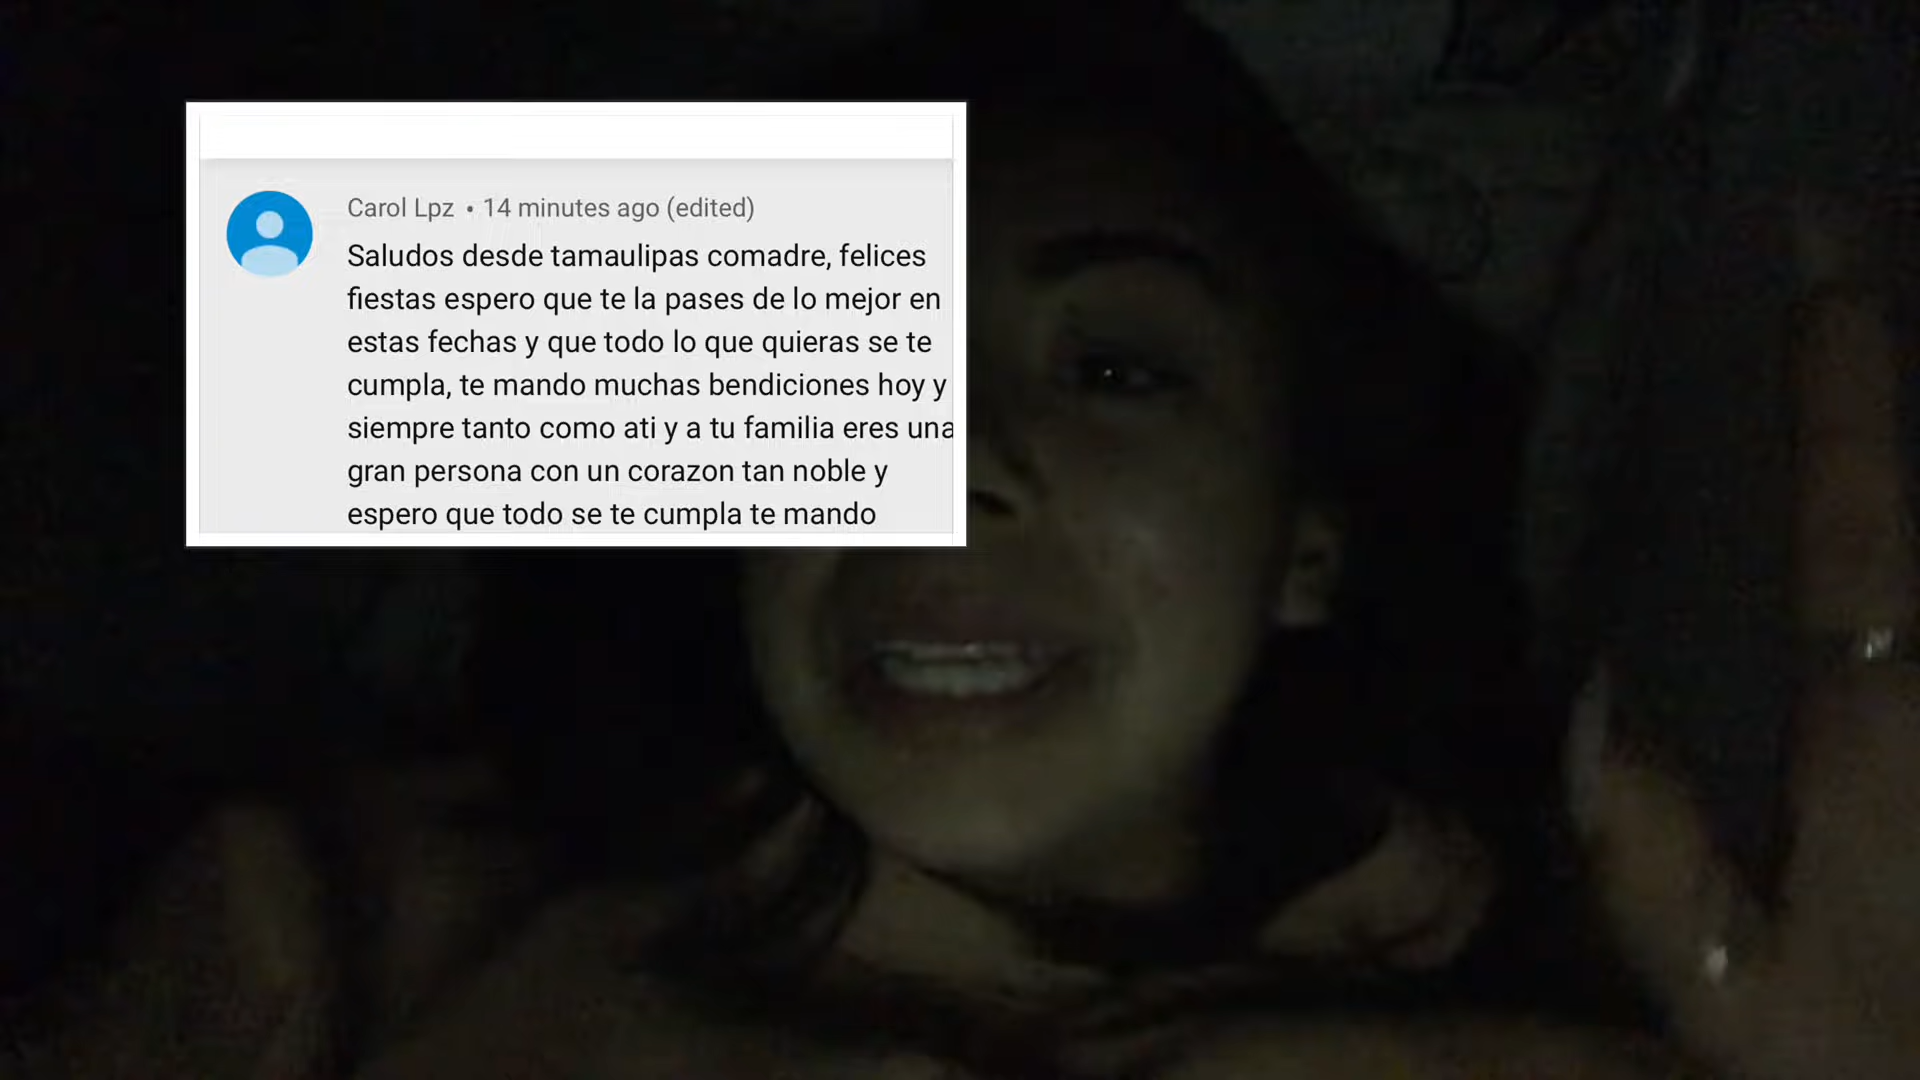 Carol Lpz • 14 minutes ago (edited)
Saludos desde tamaulipas comadre, felices
fiestas espero que te la pases de lo mejor en
estas fechas y que todo lo que quieras se te
cumpla, te mando muchas bendiciones hoy y
siempre tanto como ati y a tu familia eres una
gran persona con un corazon tan noble y
espero que todo se te cumpla te mando